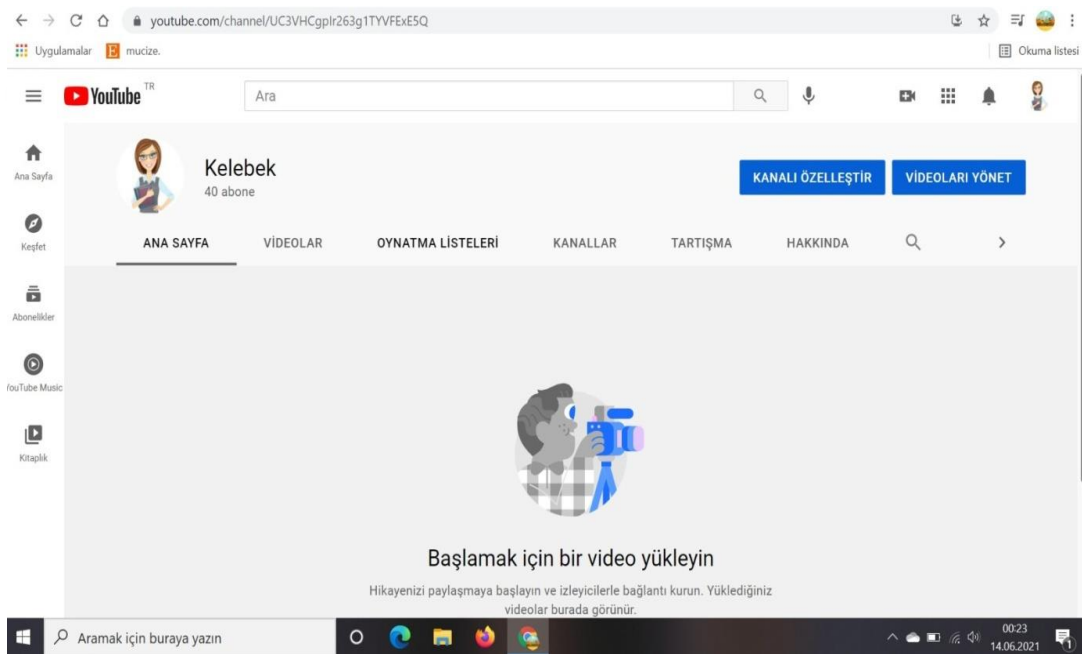 youtube.com/channel/UC3VHCgpIr263g1TYVFExE5Q
Uygulamalar E mucize. Okuma listesi
YouTube TR Ara
Ana Sayfa
Keşfet
Abonelikler
YouTube Music
Kitaplık
Kelebek
40 abone
KANALI ÖZELLEŞTİR VİDEOLARI YÖNET
ANA SAYFA VİDEOLAR OYNATMA LİSTELERİ KANALLAR TARTIŞMA HAKKINDA
Başlamak için bir video yükleyin
Hikayenizi paylaşmaya başlayın ve izleyicilerle bağlantı kurun. Yüklediğiniz
videolar burada görünür.
Aramak için buraya yazın
00:23
14.06.2021
1